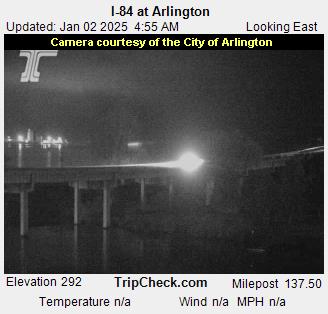 I-84 at Arlington
Updated: Jan 02 2025 4:55 AM Looking East
Camera courtesy of the City of Arlington
Elevation 292 TripCheck.com Milepost 137.50
Temperature n/a Wind n/a MPH n/a